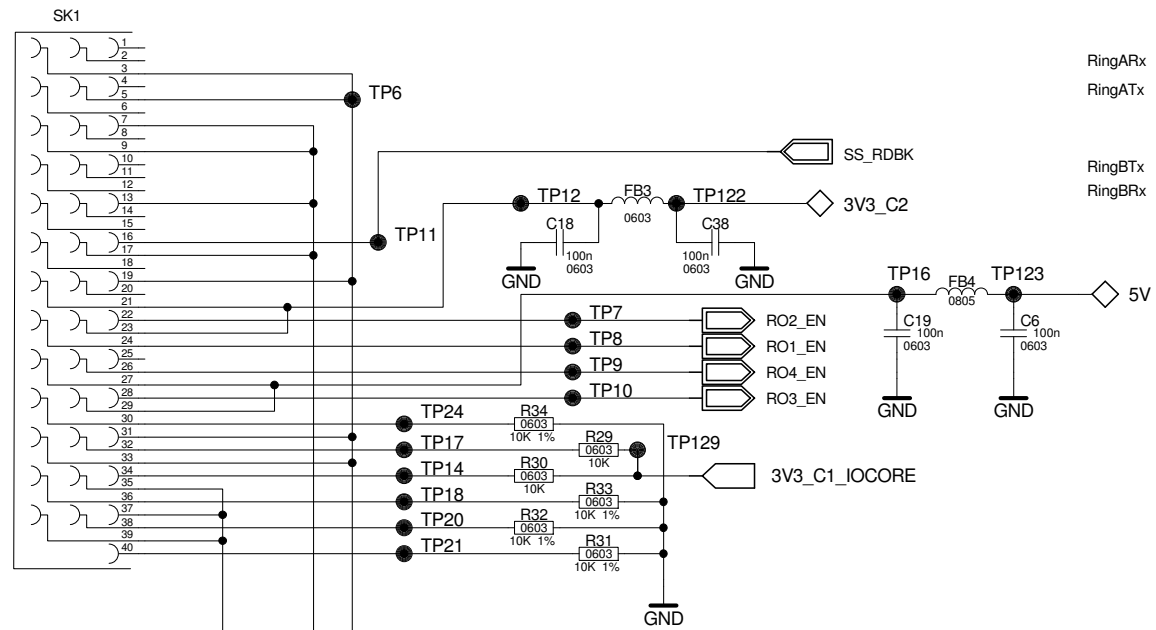 SK1
1
2
3
4
5
6
7
8
9
10
11
12
13
14
15
16
17
18
19
20
21
22
23
24
25
26
27
28
29
30
31
32
33
34
35
36
37
38
39
40
TP6
RingARx
RingATx
SS_RDBK
RingBTx
RingBRx
TP12
FB3
0603
TP122
3V3_C2
C18
100n
0603
C38
100n
0603
GND
GND
TP11
TP16
FB4
0805
TP123
5V
C19
100n
0603
C6
100n
0603
GND
GND
TP7
RO2_EN
TP8
RO1_EN
TP9
RO4_EN
TP10
RO3_EN
TP24
R34
0603
10K 1%
TP17
R29
0603
10K
TP129
TP14
R30
0603
10K
3V3_C1_IOCORE
TP18
R33
0603
10K 1%
TP20
R32
0603
10K 1%
TP21
R31
0603
10K 1%
GND